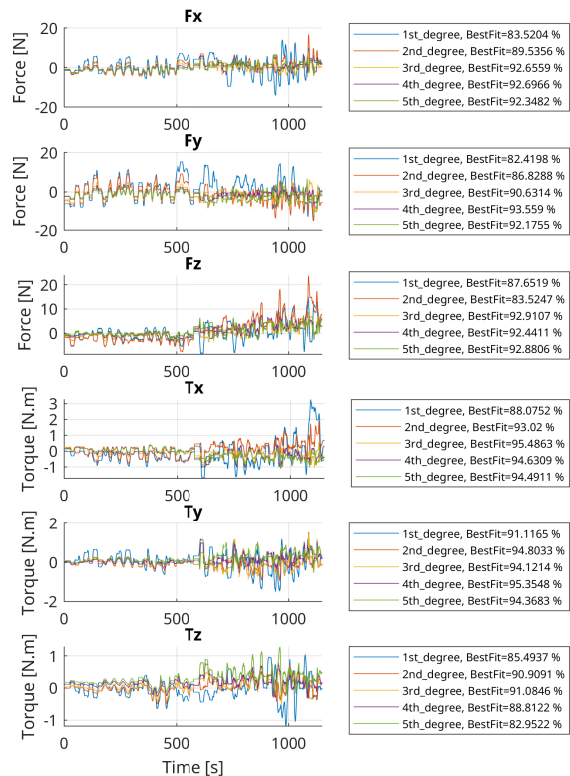 Fx
20
0
-20
Force [N]
0
500
1000
1st_degree, BestFit=83.5204 %
2nd_degree, BestFit=89.5356 %
3rd_degree, BestFit=92.6559 %
4th_degree, BestFit=92.6966 %
5th_degree, BestFit=92.3482 %
Fy
20
0
-20
Force [N]
0
500
1000
1st_degree, BestFit=82.4198 %
2nd_degree, BestFit=86.8288 %
3rd_degree, BestFit=90.6314 %
4th_degree, BestFit=93.559 %
5th_degree, BestFit=92.1755 %
Fz
20
10
0
Force [N]
0
500
1000
1st_degree, BestFit=87.6519 %
2nd_degree, BestFit=83.5247 %
3rd_degree, BestFit=92.9107 %
4th_degree, BestFit=92.4411 %
5th_degree, BestFit=92.8806 %
Tx
3
2
1
0
-1
Torque [N.m]
0
500
1000
1st_degree, BestFit=88.0752 %
2nd_degree, BestFit=93.02 %
3rd_degree, BestFit=95.4863 %
4th_degree, BestFit=94.6309 %
5th_degree, BestFit=94.4911 %
Ty
2
0
-2
Torque [N.m]
0
500
1000
1st_degree, BestFit=91.1165 %
2nd_degree, BestFit=94.8033 %
3rd_degree, BestFit=94.1214 %
4th_degree, BestFit=95.3548 %
5th_degree, BestFit=94.3683 %
Tz
1
0
-1
Torque [N.m]
0
500
1000
Time [s]
1st_degree, BestFit=85.4937 %
2nd_degree, BestFit=90.9091 %
3rd_degree, BestFit=91.0846 %
4th_degree, BestFit=88.8122 %
5th_degree, BestFit=82.9522 %